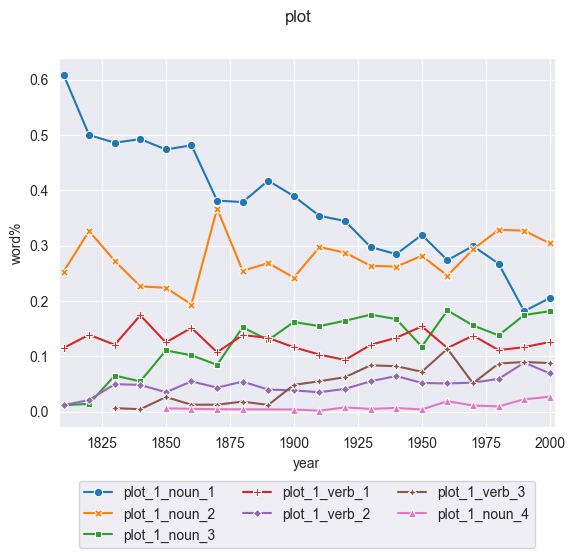 plot
0.6
0.5
0.4
0.3
0.2
0.1
0.0
word%
1825 1850 1875 1900 1925 1950 1975 2000
year
plot_1_noun_1 plot_1_verb_1 plot_1_verb_3
plot_1_noun_2 plot_1_verb_2 plot_1_noun_4
plot_1_noun_3